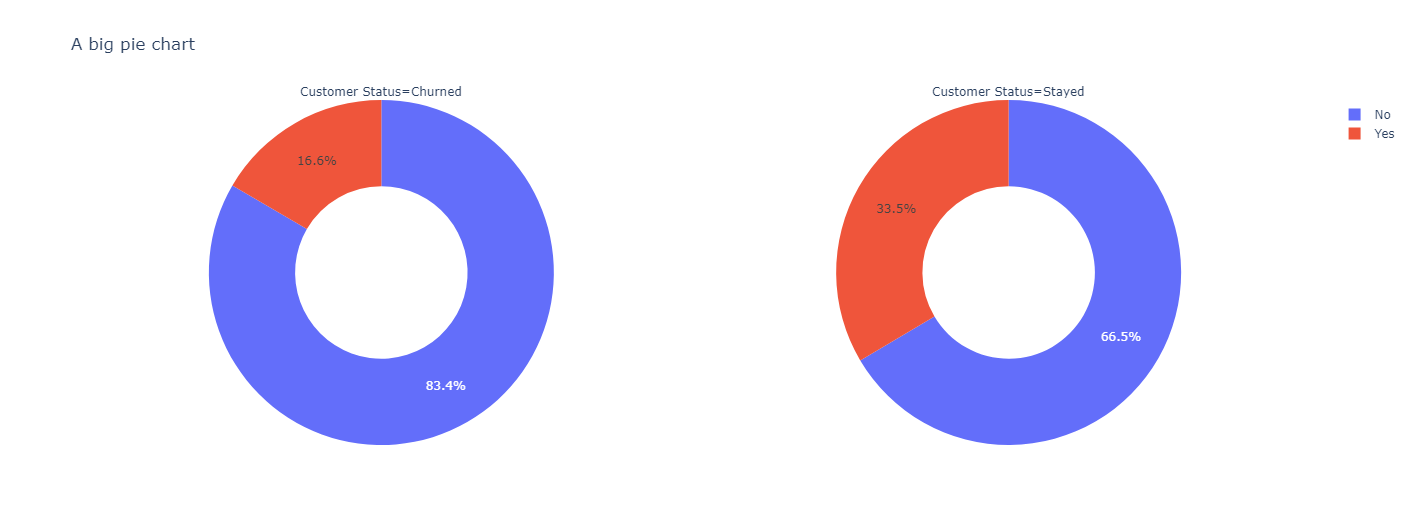 A big pie chart
Customer Status=Churned
Customer Status=Stayed
No
Yes
16.6%
83.4%
33.5%
66.5%